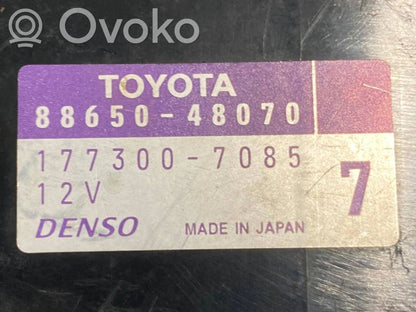 Ovoko
TOYOTA
88650-48070
177300-7085
12V
7
DENSO MADE IN JAPAN